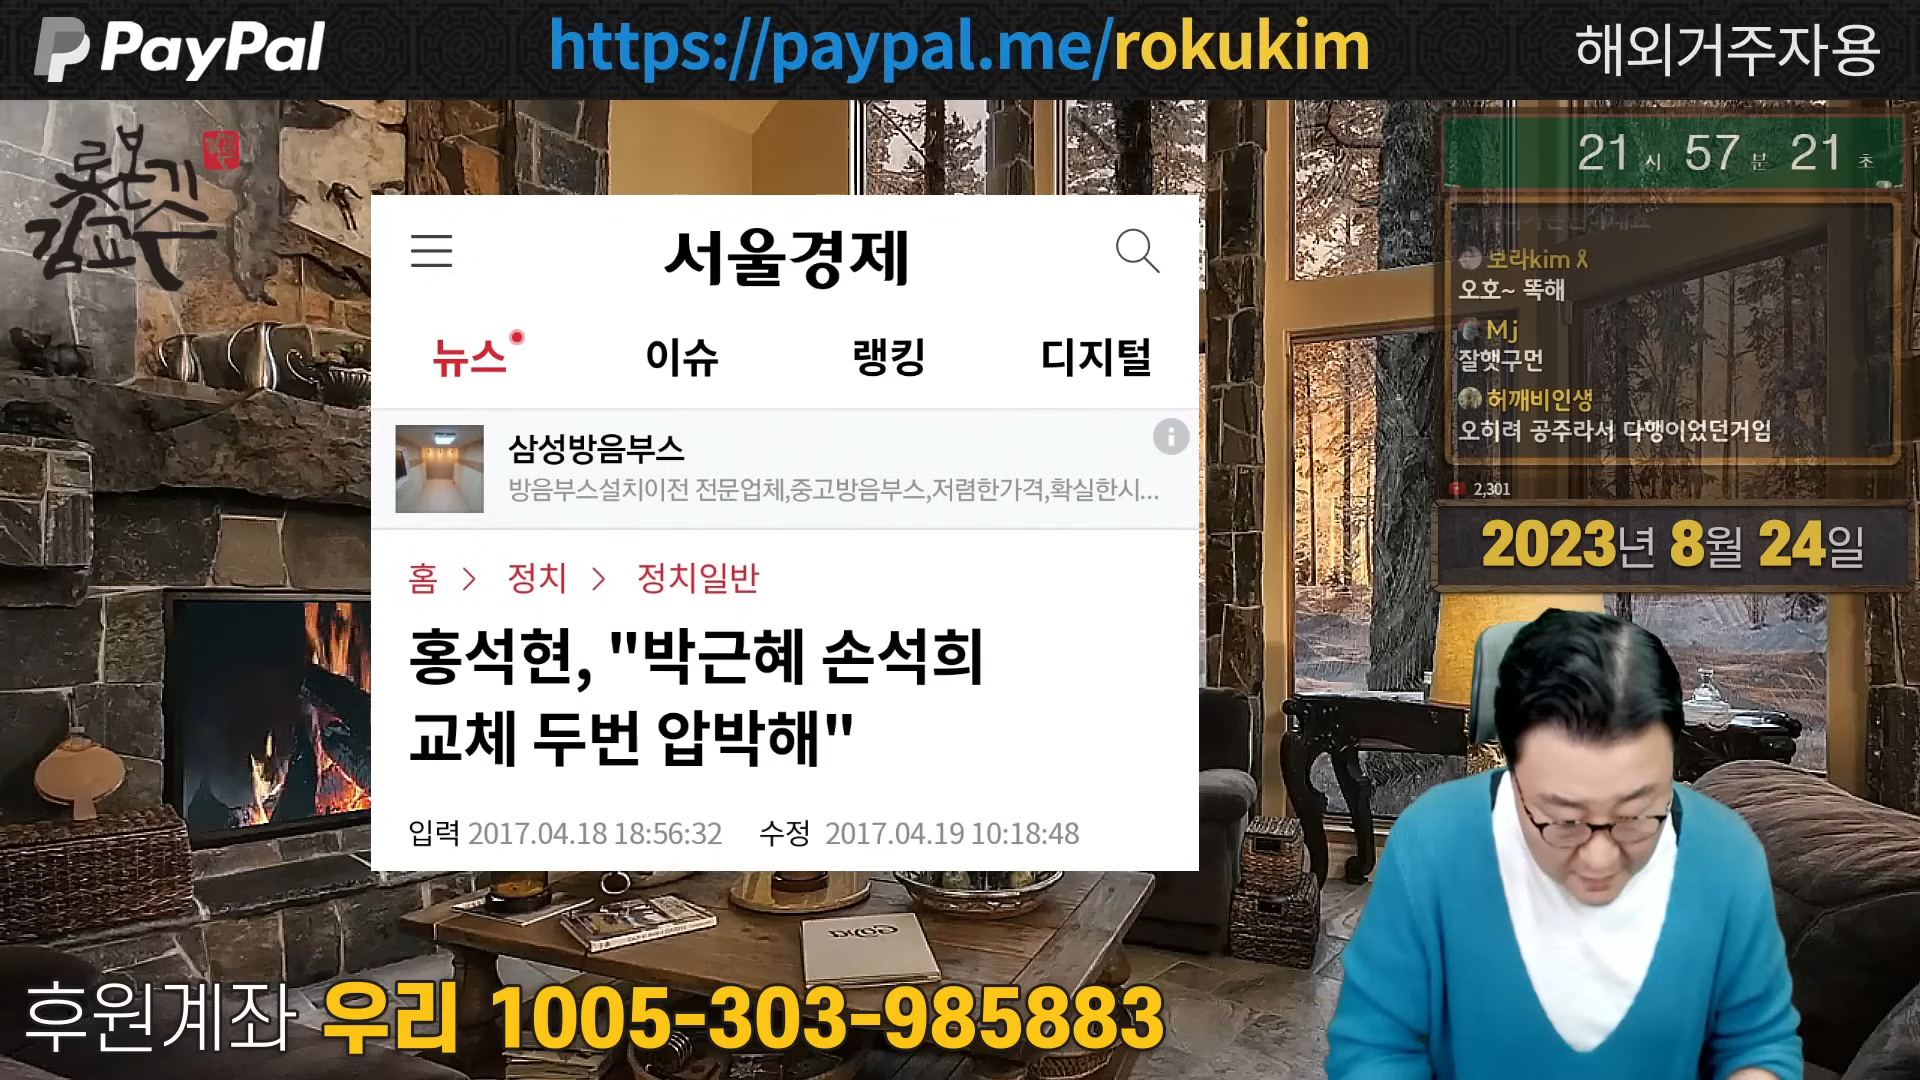 PayPal
https://paypal.me/rokukim
해외거주자용
로보트김교수
21 시 57 분 21 초
보라kim
오호~ 똑해
Mj
잘햇구먼
허깨비인생
오히려 공주라서 다행이었던거임
2,301
2023년 8월 24일
서울경제
뉴스 이슈 랭킹 디지털
삼성방음부스
방음부스설치이전 전문업체,중고방음부스,저렴한가격,확실한시...
홈 > 정치 > 정치일반
홍석현, "박근혜 손석희
교체 두번 압박해"
입력 2017.04.18 18:56:32 수정 2017.04.19 10:18:48
후원계좌 우리 1005-303-985883